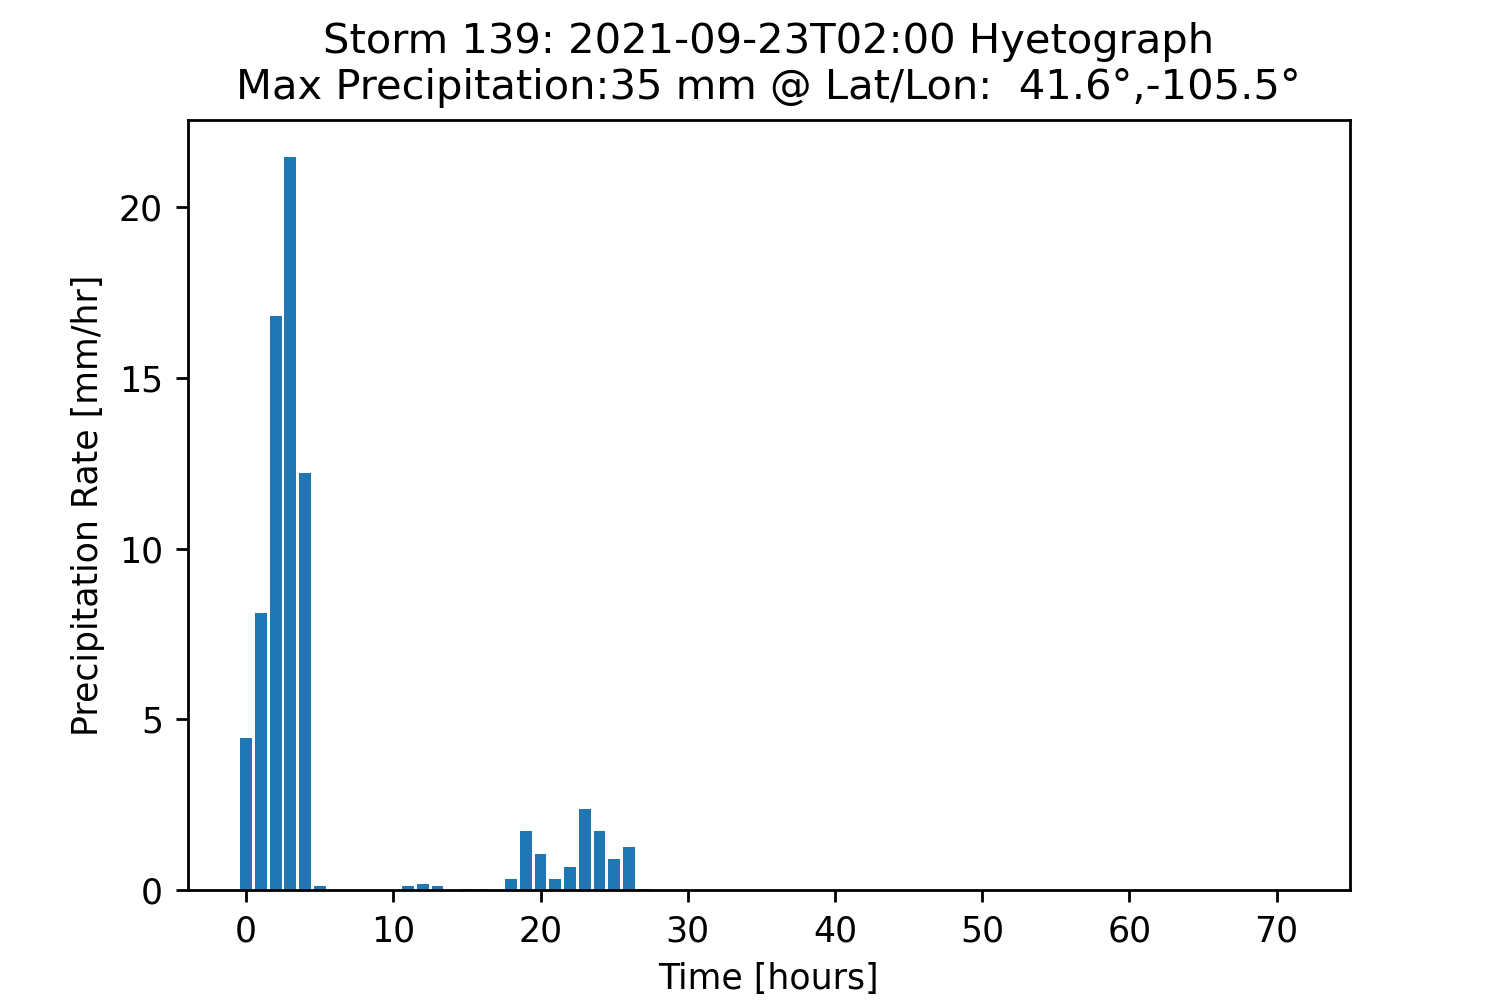 Storm 139: 2021-09-23T02:00 Hyetograph
Max Precipitation:35 mm @ Lat/Lon:  41.6°,-105.5°
Precipitation Rate [mm/hr]
20
15
10
5
0
0 10 20 30 40 50 60 70
Time [hours]